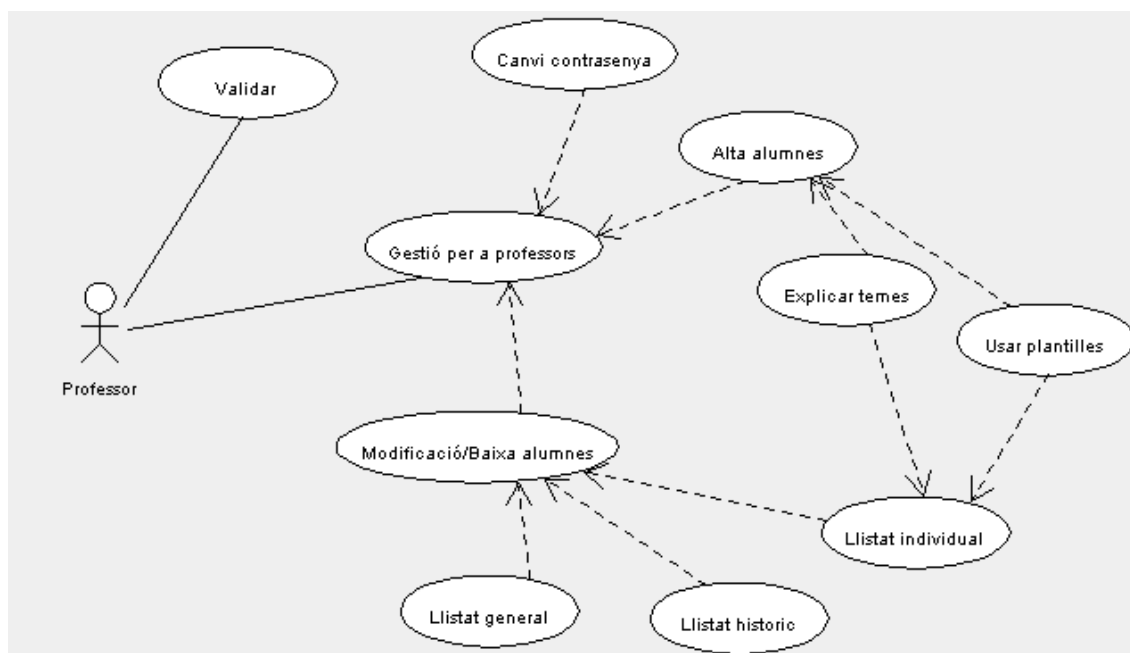 Canvi contrasenya
Validar
Alta alumnes
Gestió per a professors
Explicar temes
Usar plantilles
Professor
Modificació/Baixa alumnes
Llistat individual
Llistat general
Llistat historic